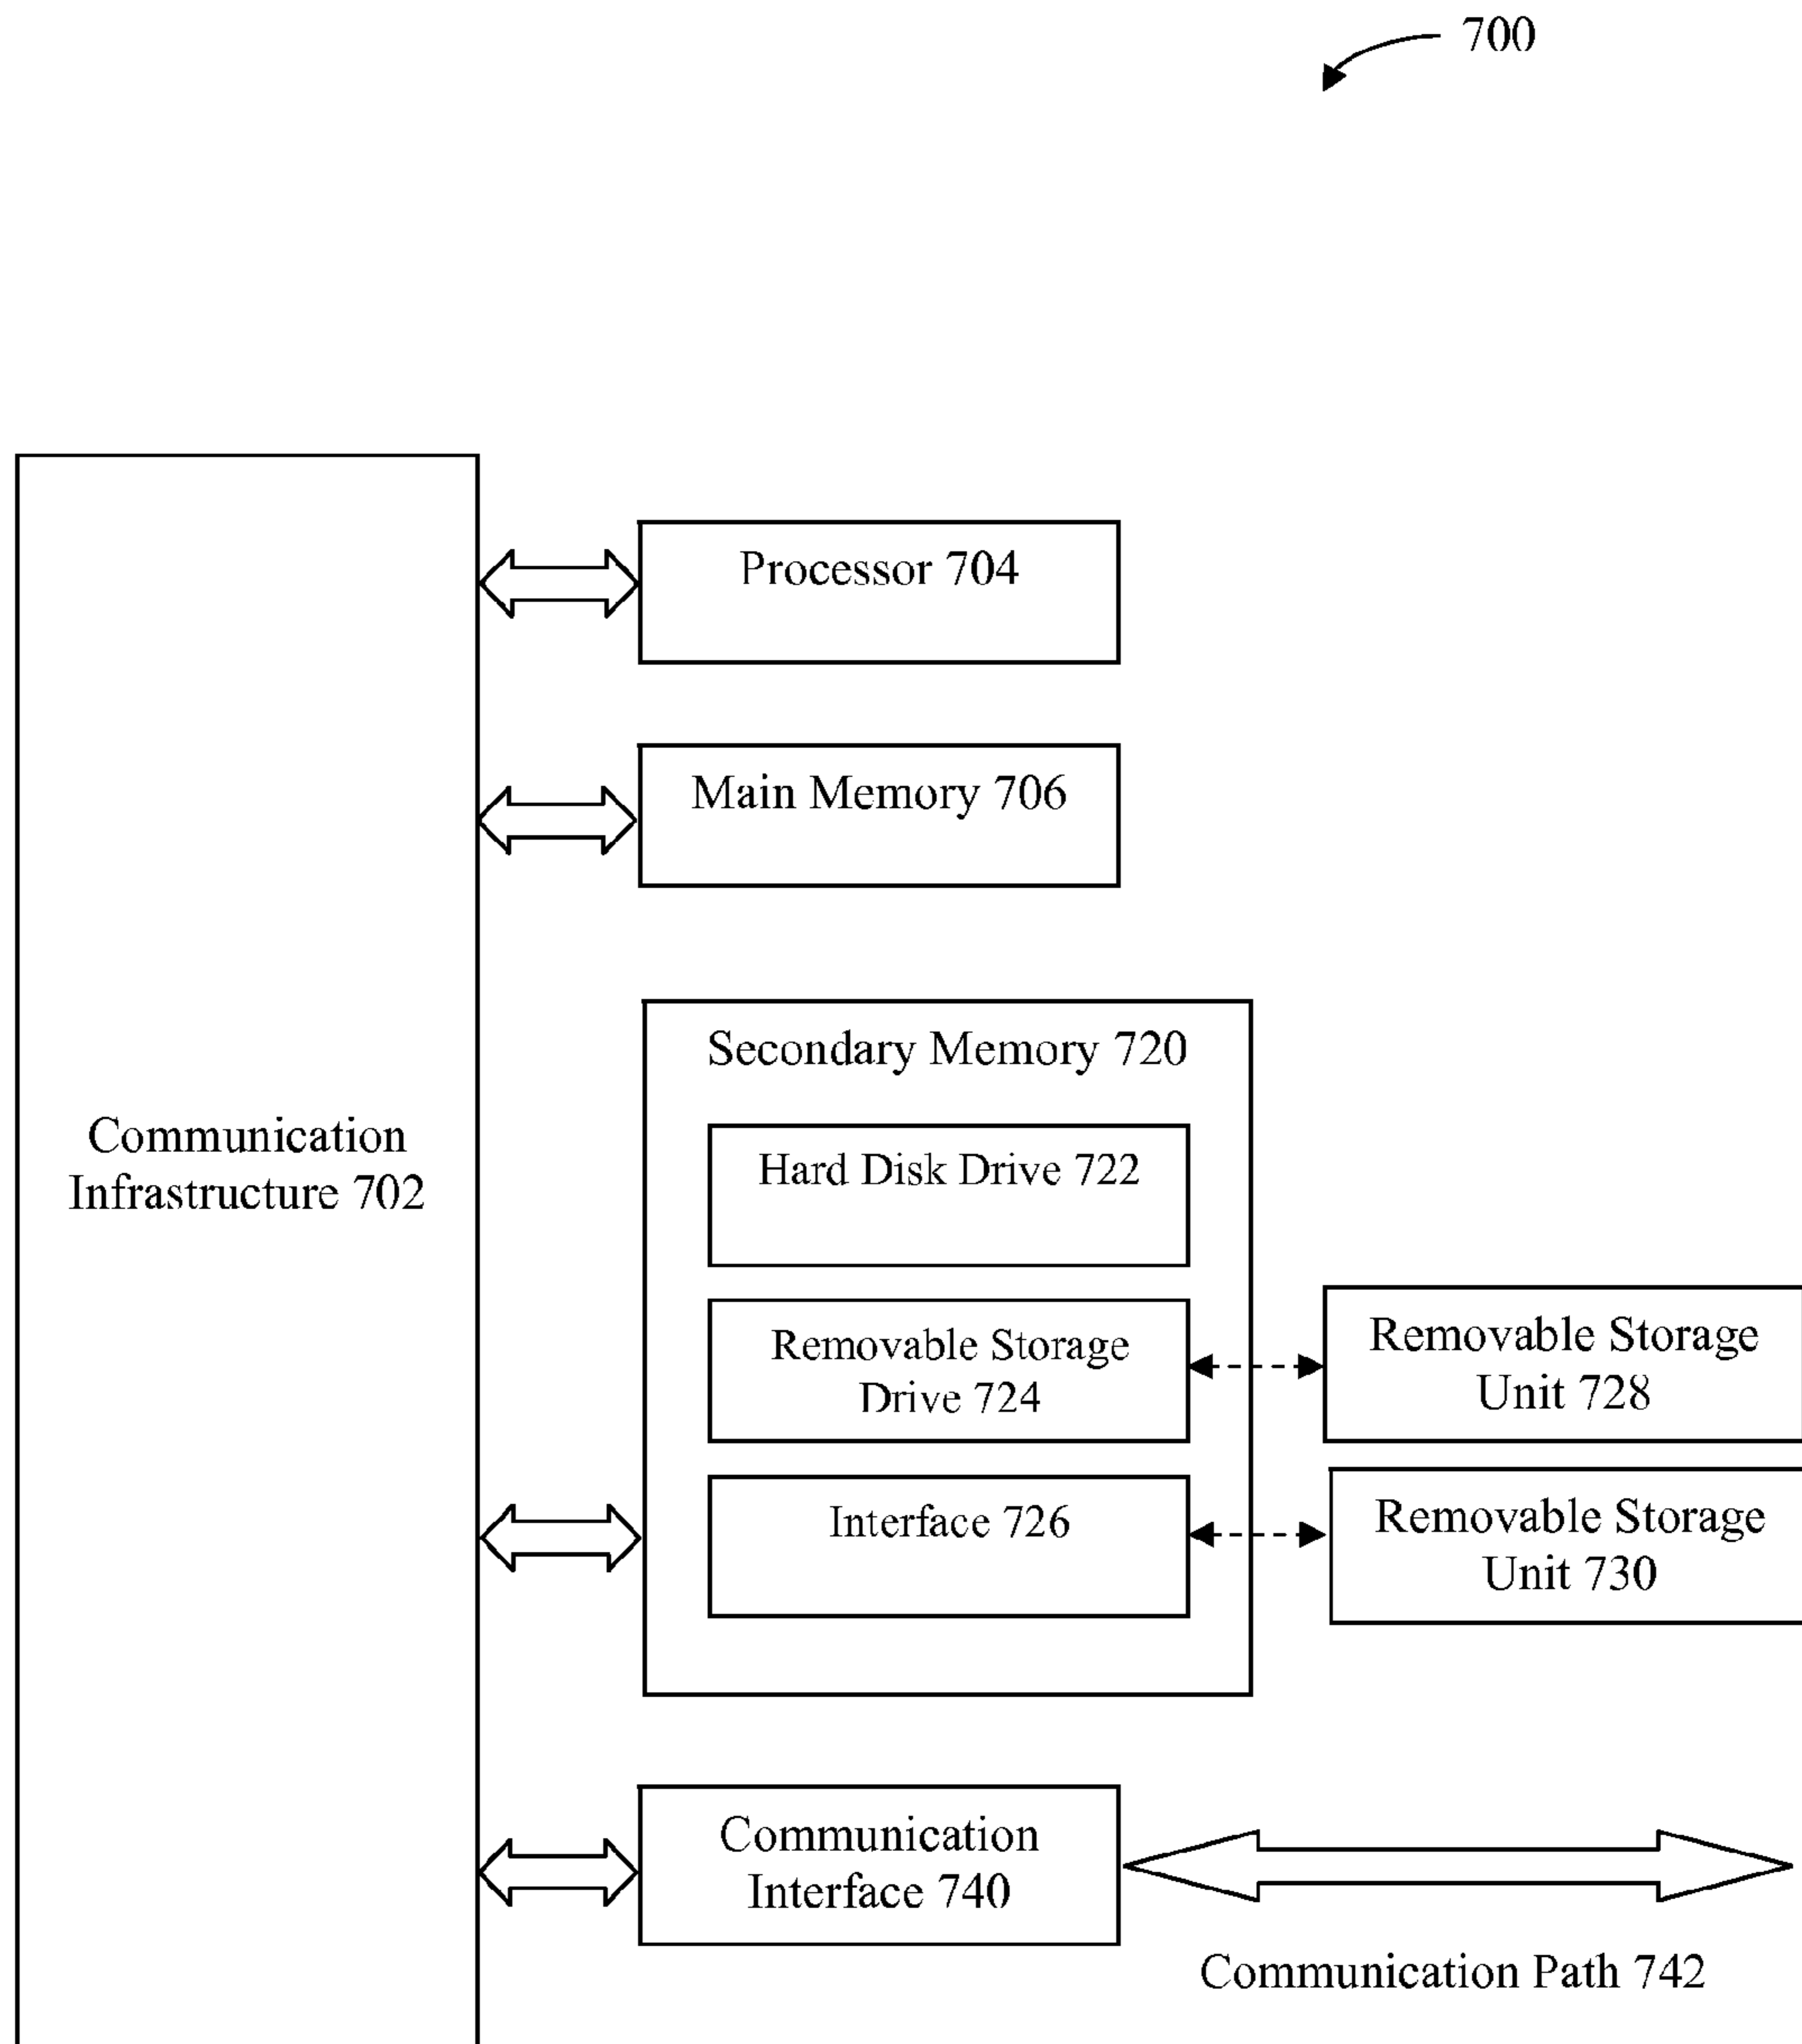 700
Processor 704
Main Memory 706
Secondary Memory 720
Communication
Infrastructure 702
Hard Disk Drive 722
Removable Storage
Drive 724
Removable Storage
Unit 728
Interface 726
Removable Storage
Unit 730
Communication
Interface 740
Communication Path 742